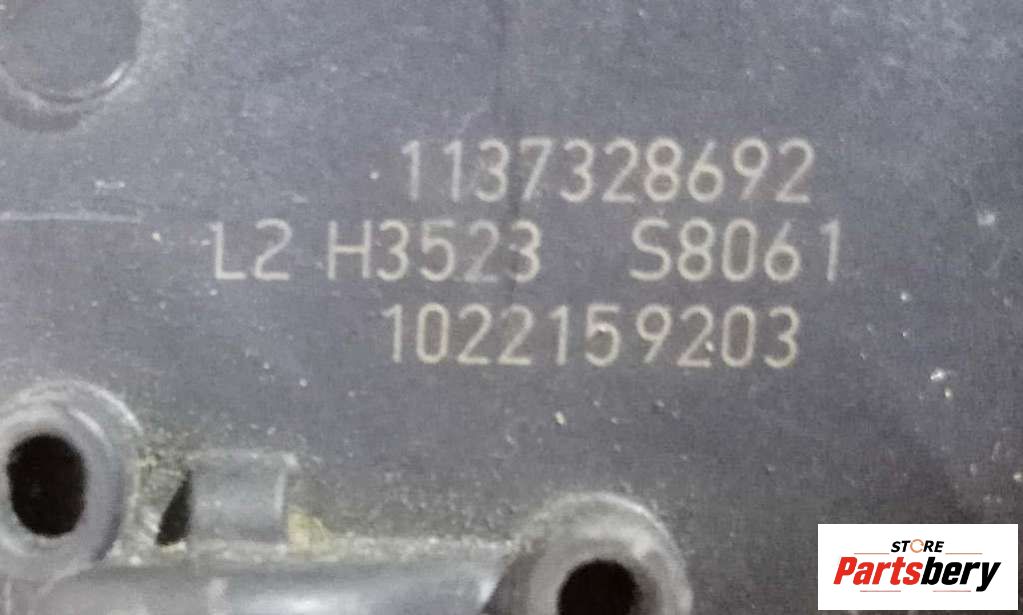 1137328692
L2 H3523 S8061
1022159203
STORE
Partsbery